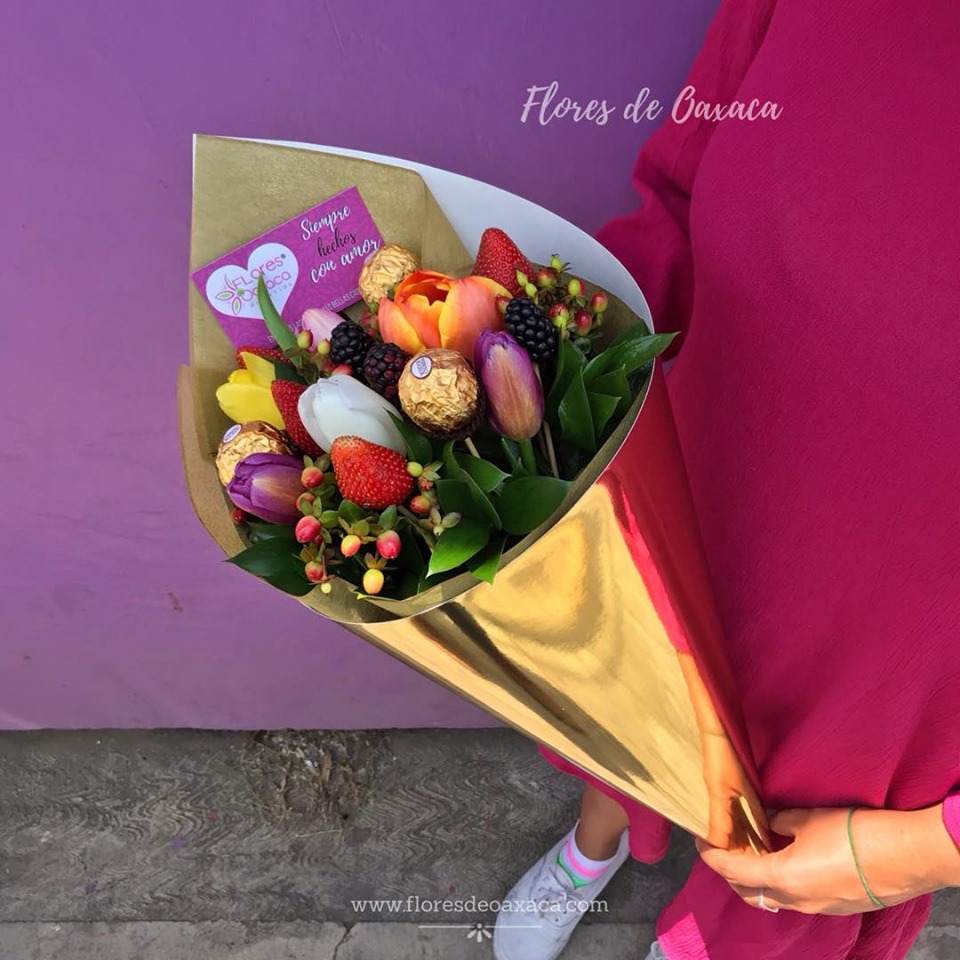 Flores de Oaxaca
Siempre
hechos
con amor
FLORES
Oaxaca
www.floresdeoaxaca.com